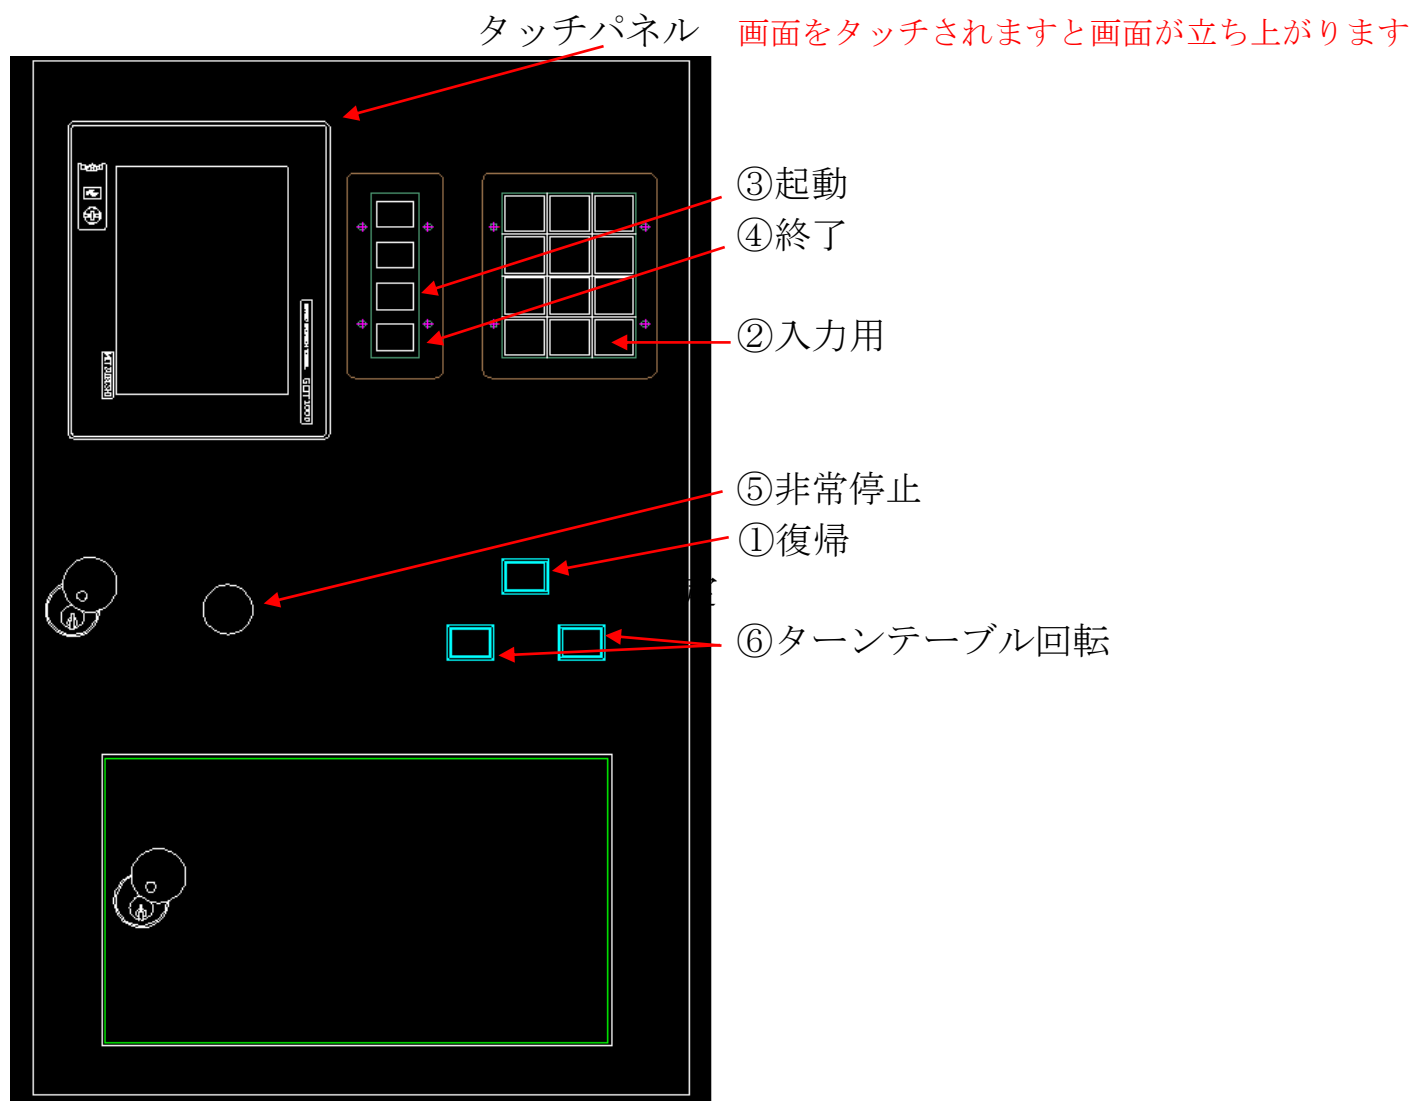 タッチパネル 画面をタッチされますと画面が立ち上がります
③起動
④終了
②入力用
⑤非常停止
①復帰
⑥ターンテーブル回転